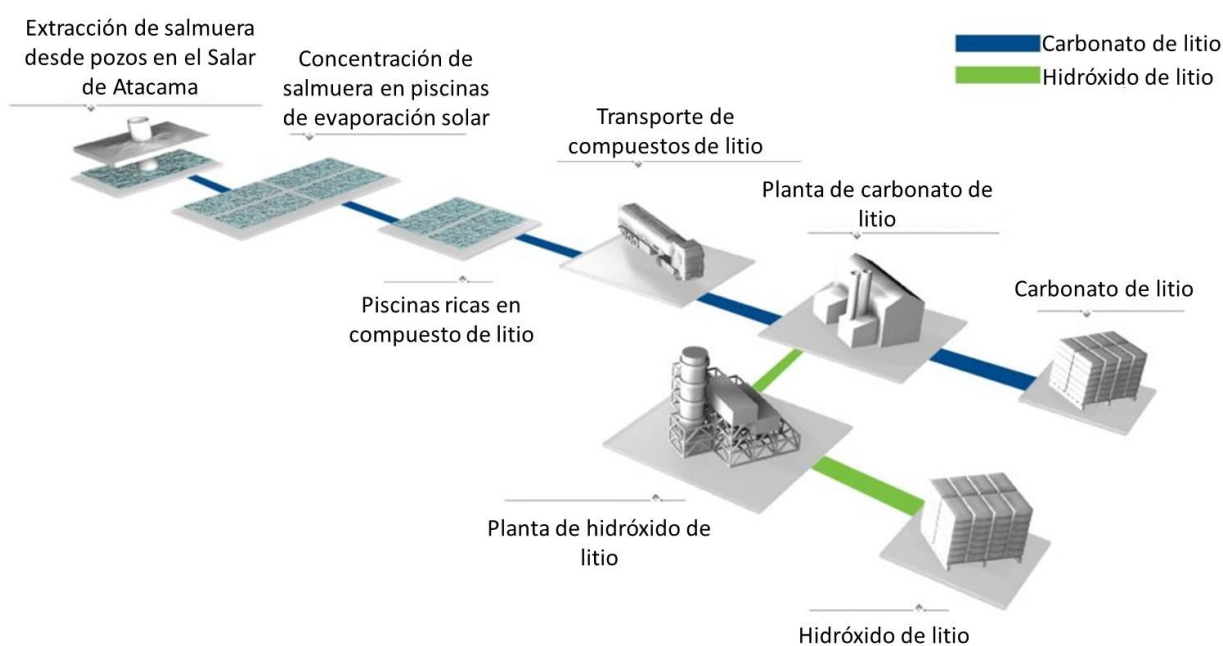 Extracción de salmuera
desde pozos en el Salar
de Atacama
Concentración de
salmuera en piscinas
de evaporación solar
Transporte de
compuestos de litio
Planta de carbonato de
litio
Carbonato de litio
Hidróxido de litio
Carbonato de litio
Piscinas ricas en
compuesto de litio
Planta de hidróxido de
litio
Hidróxido de litio